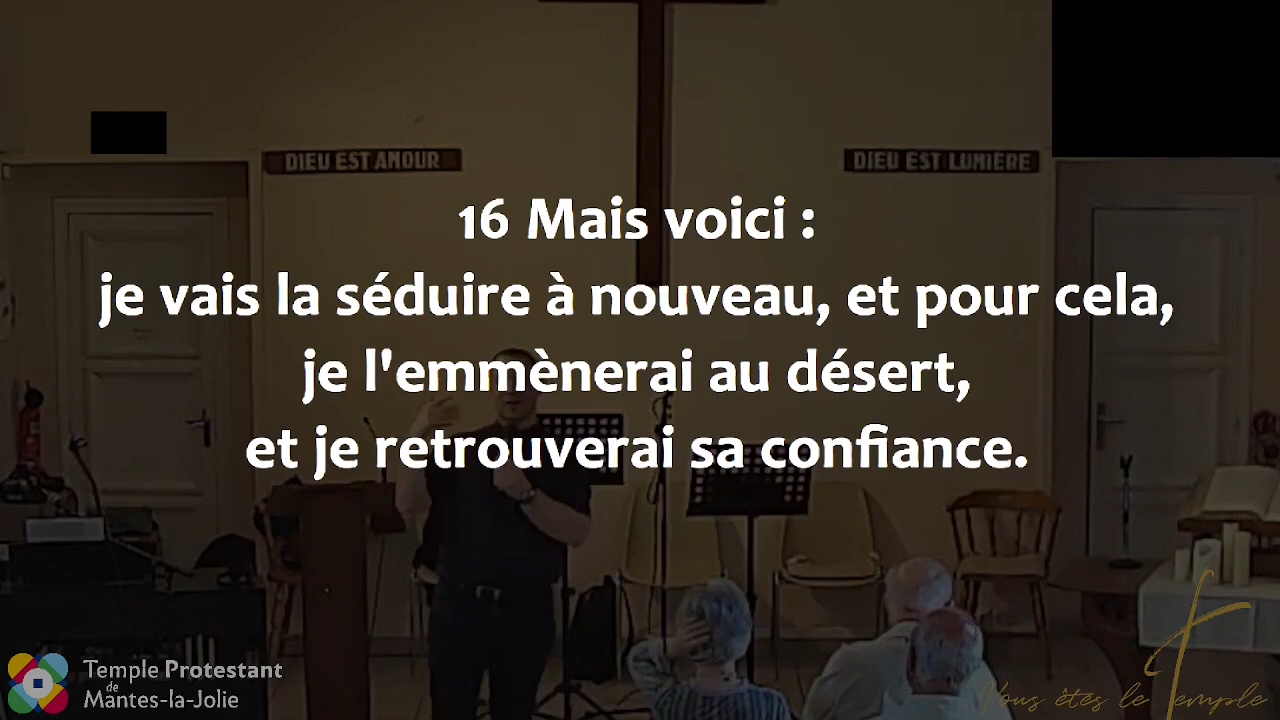 DIEU EST AMOUR
DIEU EST LUMIÈRE
16 Mais voici :
je vais la séduire à nouveau, et pour cela,
je l'emmènerai au désert,
et je retrouverai sa confiance.
Temple Protestant
de
Mantes-la-Jolie
Vous êtes le Temple